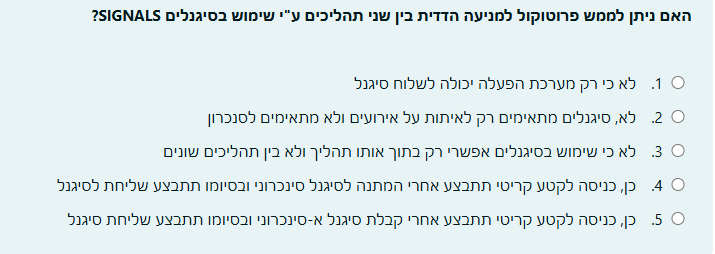 האם ניתן לממש פרוטוקול למניעה הדדית בין שני תהליכים ע"י שימוש בסיגנלים SIGNALS?
1. לא כי רק מערכת הפעלה יכולה לשלוח סיגנל
2. לא, סיגנלים מתאימים רק לאיתות על אירועים ולא מתאימים לסנכרון
3. לא כי שימוש בסיגנלים אפשרי רק בתוך אותו תהליך ולא בין תהליכים שונים
4. כן, כניסה לקטע קריטי תתבצע אחרי המתנה לסיגנל סינכרוני ובסיומו תתבצע שליחת לסיגנל
5. כן, כניסה לקטע קריטי תתבצע אחרי קבלת סיגנל א-סינכרוני ובסיומו תתבצע שליחת סיגנל